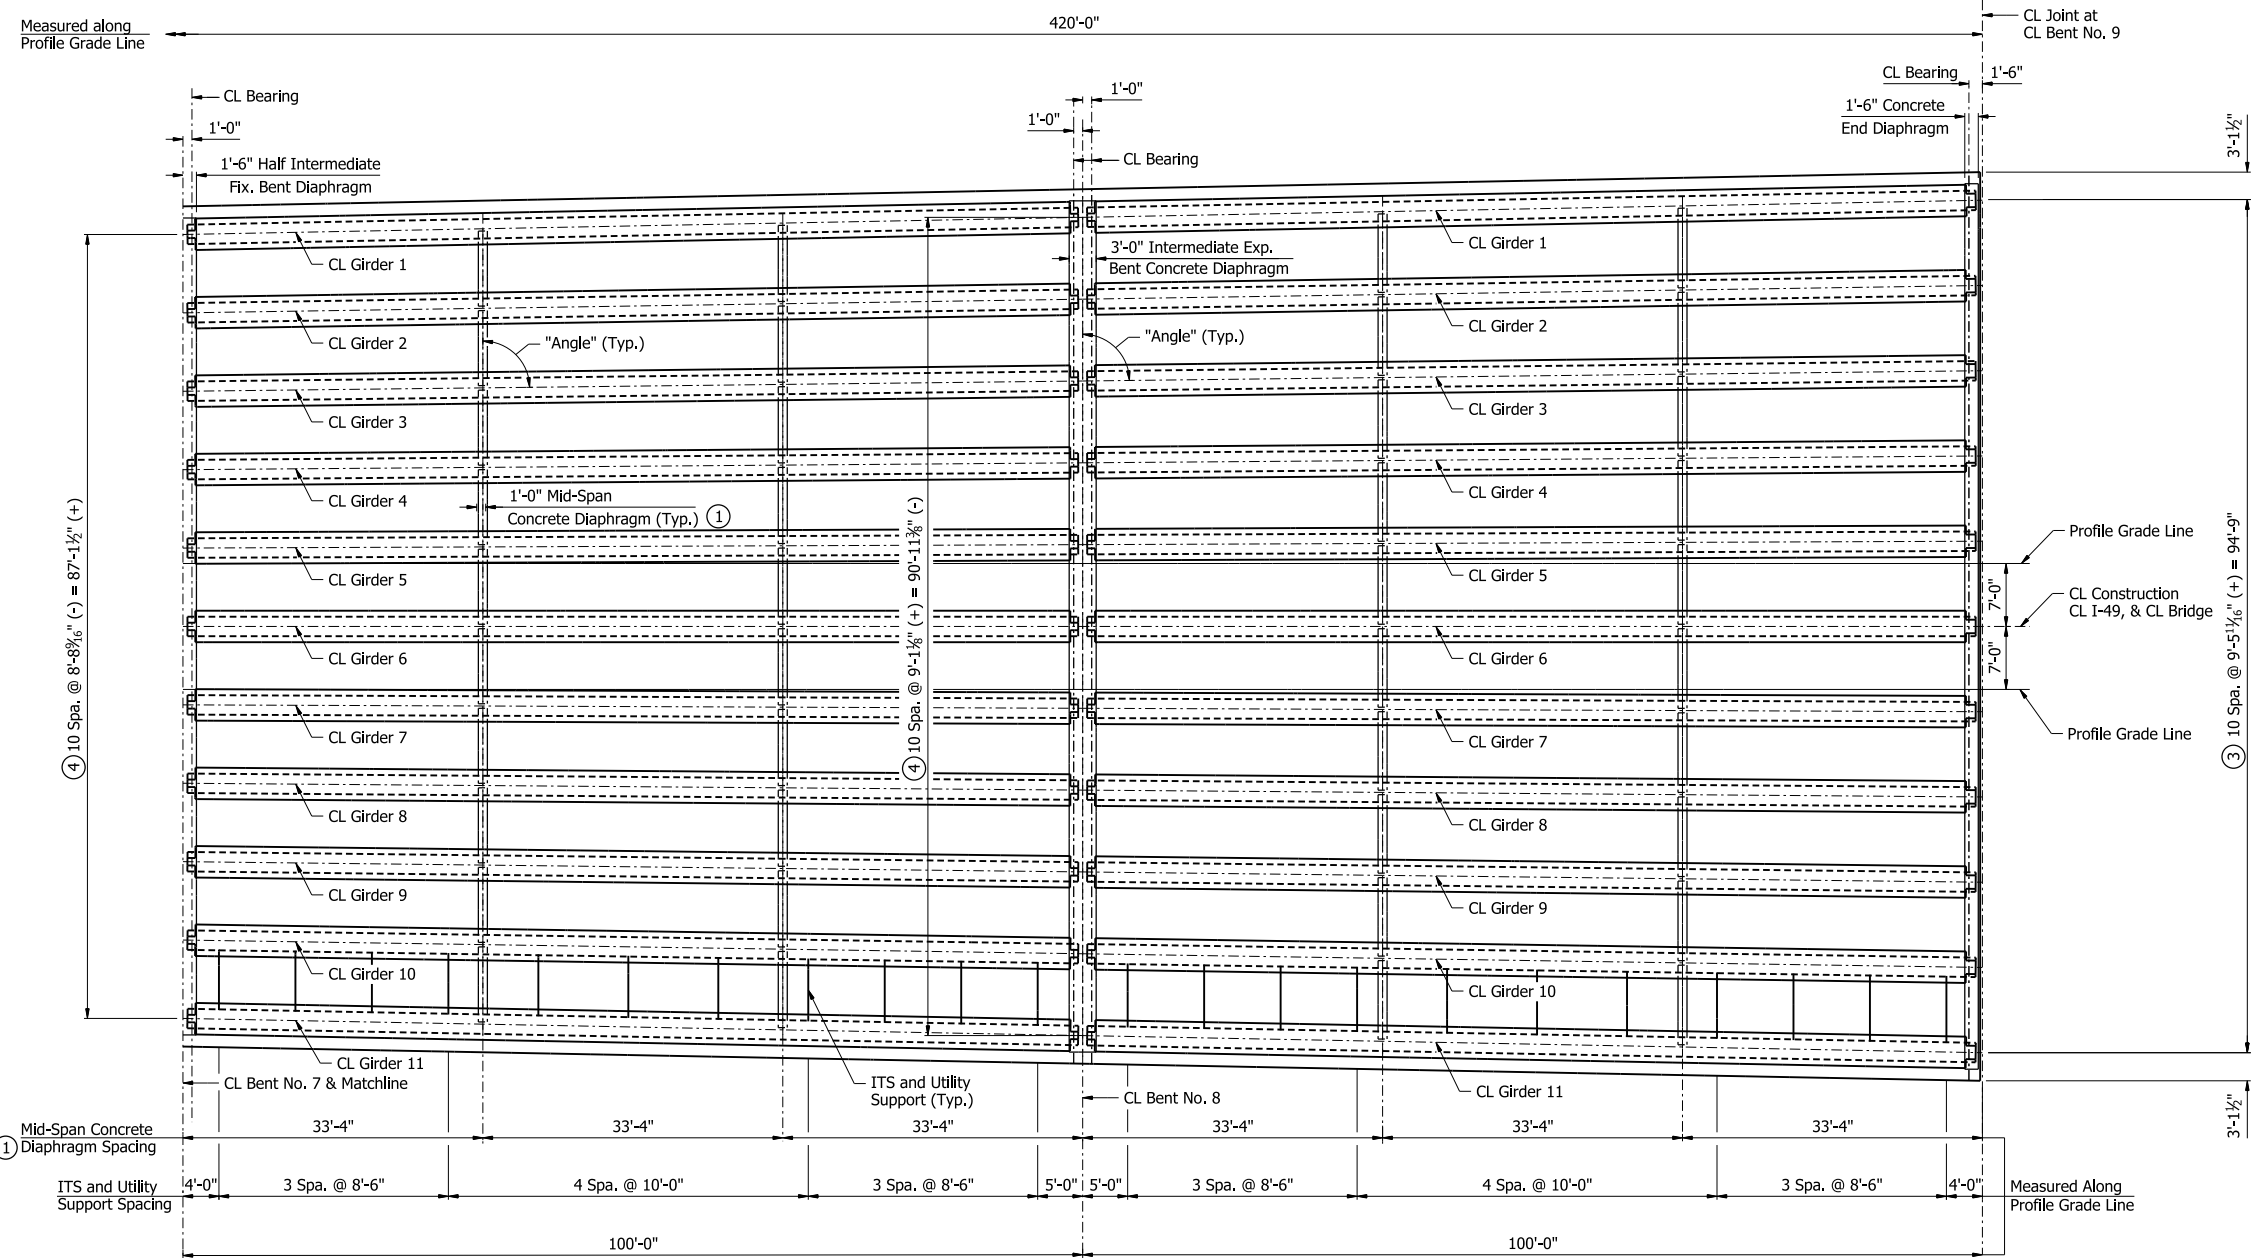 Measured along
Profile Grade Line
420'-0"
CL Joint at
CL Bent No. 9
CL Bearing
1'-6"
CL Bearing
1'-0"
1'-0"
1'-0"
1'-6" Concrete
End Diaphragm
3'-1½"
1'-6" Half Intermediate
Fix. Bent Diaphragm
CL Bearing
CL Girder 1
3'-0" Intermediate Exp.
Bent Concrete Diaphragm
CL Girder 1
CL Girder 2
"Angle" (Typ.)
"Angle" (Typ.)
CL Girder 2
CL Girder 3
CL Girder 3
CL Girder 4
1'-0" Mid-Span
Concrete Diaphragm (Typ.) 1
CL Girder 4
Profile Grade Line
CL Girder 5
CL Girder 5
7'-0"
CL Construction
CL I-49, & CL Bridge
7'-0"
CL Girder 6
CL Girder 6
4 10 Spa. @ 8'-8⁹⁄₁₆" (-) = 87'-1½" (+)
4 10 Spa. @ 9'-1⅛" (+) = 90'-11⅜" (-)
3 10 Spa. @ 9'-5¹¹⁄₁₆" (+) = 94'-9"
CL Girder 7
CL Girder 7
Profile Grade Line
CL Girder 8
CL Girder 8
CL Girder 9
CL Girder 9
CL Girder 10
CL Girder 10
CL Girder 11
CL Bent No. 7 & Matchline
ITS and Utility
Support (Typ.)
CL Bent No. 8
CL Girder 11
3'-1½"
Mid-Span Concrete
1 Diaphragm Spacing
33'-4"
33'-4"
33'-4"
33'-4"
33'-4"
33'-4"
ITS and Utility
Support Spacing
4'-0"
3 Spa. @ 8'-6"
4 Spa. @ 10'-0"
3 Spa. @ 8'-6"
5'-0"
5'-0"
3 Spa. @ 8'-6"
4 Spa. @ 10'-0"
3 Spa. @ 8'-6"
4'-0"
Measured Along
Profile Grade Line
100'-0"
100'-0"